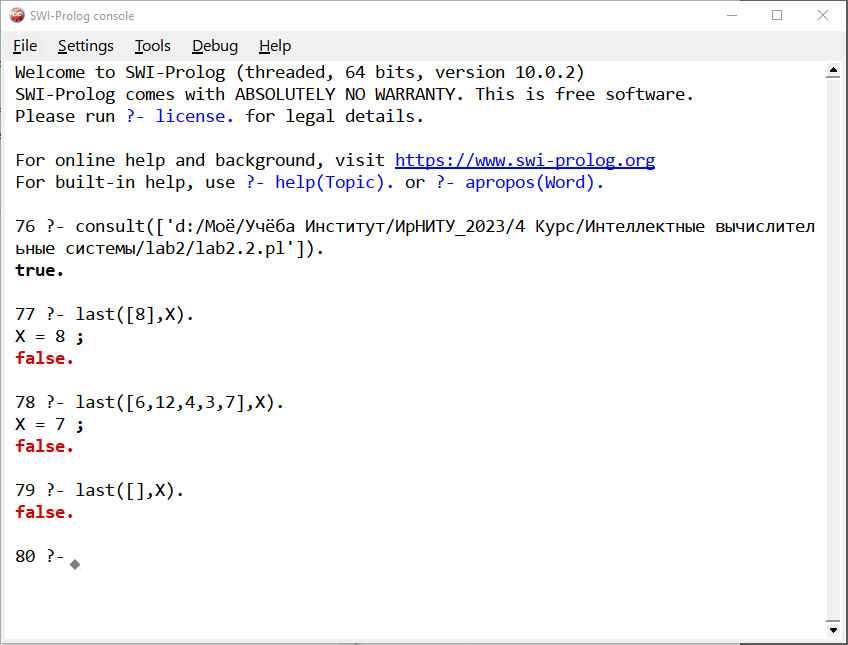 SWI-Prolog console
File Settings Tools Debug Help
Welcome to SWI-Prolog (threaded, 64 bits, version 10.0.2)
SWI-Prolog comes with ABSOLUTELY NO WARRANTY. This is free software.
Please run ?- license. for legal details.
For online help and background, visit https://www.swi-prolog.org
For built-in help, use ?- help(Topic). or ?- apropos(Word).
76 ?- consult(['d:/Моё/Учёба Институт/ИрНИТУ_2023/4 Курс/Интеллектные вычислител
ьные системы/lab2/lab2.2.pl']).
true.
77 ?- last([8],X).
X = 8 ;
false.
78 ?- last([6,12,4,3,7],X).
X = 7 ;
false.
79 ?- last([],X).
false.
80 ?-